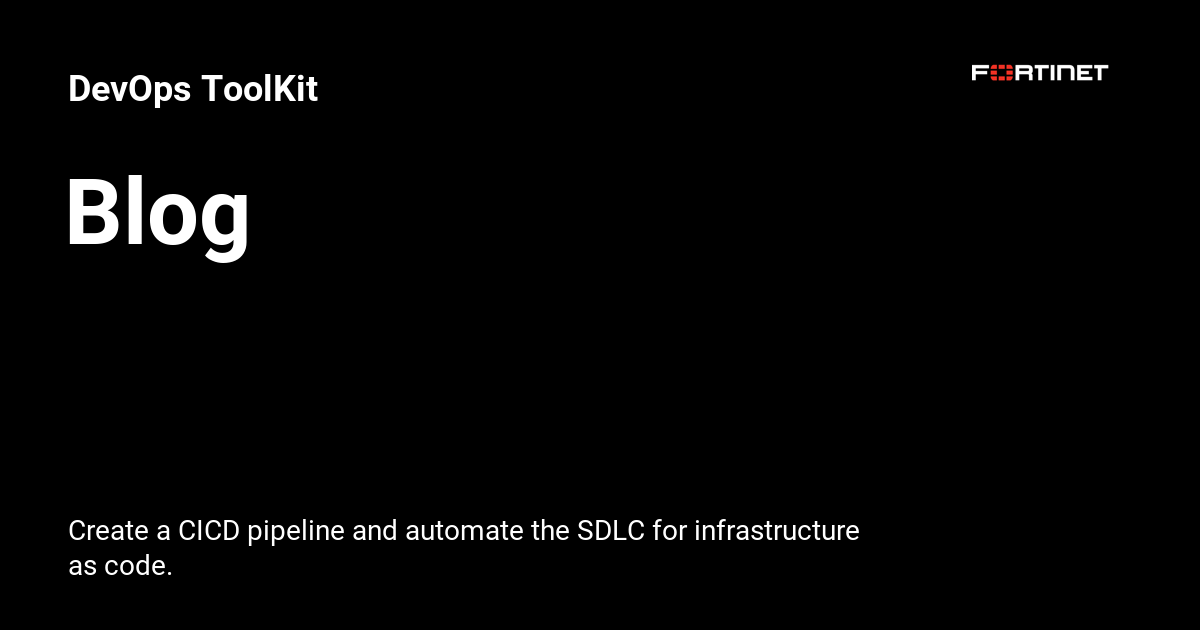 DevOps ToolKit
FORTINET
Blog
Create a CICD pipeline and automate the SDLC for infrastructure
as code.